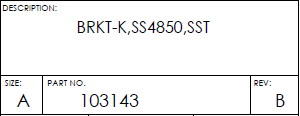 DESCRIPTION:
BRKT-K,SS4850,SST
SIZE: PART NO. REV:
A 103143 B